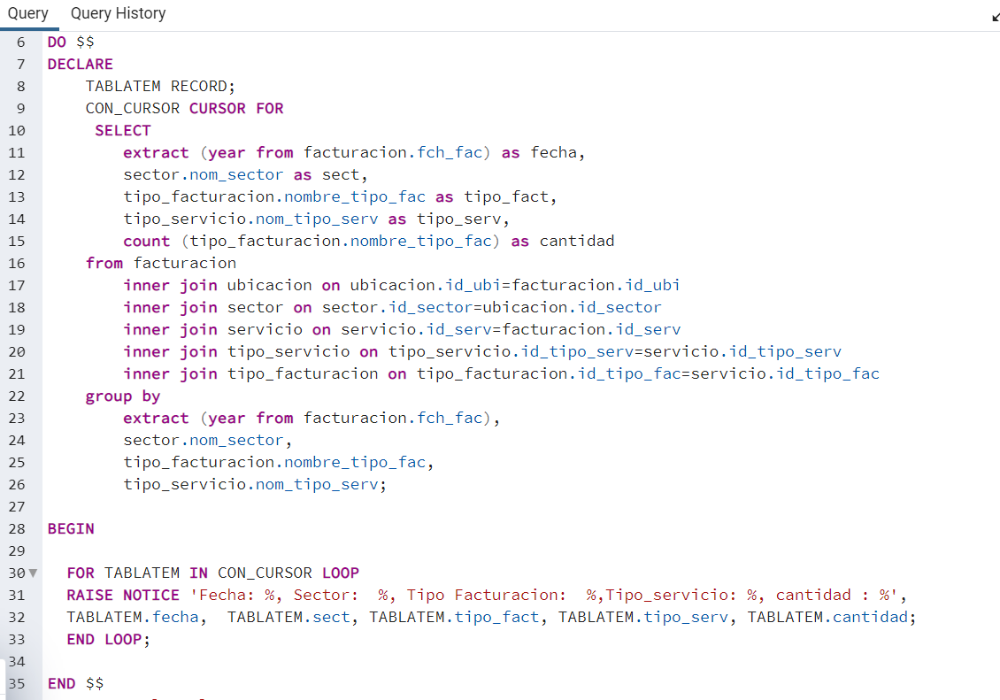 Query Query History
6 DO $$
7 DECLARE
8 TABLATEM RECORD;
9 CON_CURSOR CURSOR FOR
10 SELECT
11 extract (year from facturacion.fch_fac) as fecha,
12 sector.nom_sector as sect,
13 tipo_facturacion.nombre_tipo_fac as tipo_fact,
14 tipo_servicio.nom_tipo_serv as tipo_serv,
15 count (tipo_facturacion.nombre_tipo_fac) as cantidad
16 from facturacion
17 inner join ubicacion on ubicacion.id_ubi=facturacion.id_ubi
18 inner join sector on sector.id_sector=ubicacion.id_sector
19 inner join servicio on servicio.id_serv=facturacion.id_serv
20 inner join tipo_servicio on tipo_servicio.id_tipo_serv=servicio.id_tipo_serv
21 inner join tipo_facturacion on tipo_facturacion.id_tipo_fac=servicio.id_tipo_fac
22 group by
23 extract (year from facturacion.fch_fac),
24 sector.nom_sector,
25 tipo_facturacion.nombre_tipo_fac,
26 tipo_servicio.nom_tipo_serv;
27
28 BEGIN
29
30 FOR TABLATEM IN CON_CURSOR LOOP
31 RAISE NOTICE 'Fecha: %, Sector:  %, Tipo Facturacion:  %,Tipo_servicio: %, cantidad : %',
32 TABLATEM.fecha,  TABLATEM.sect, TABLATEM.tipo_fact, TABLATEM.tipo_serv, TABLATEM.cantidad;
33 END LOOP;
34
35 END $$